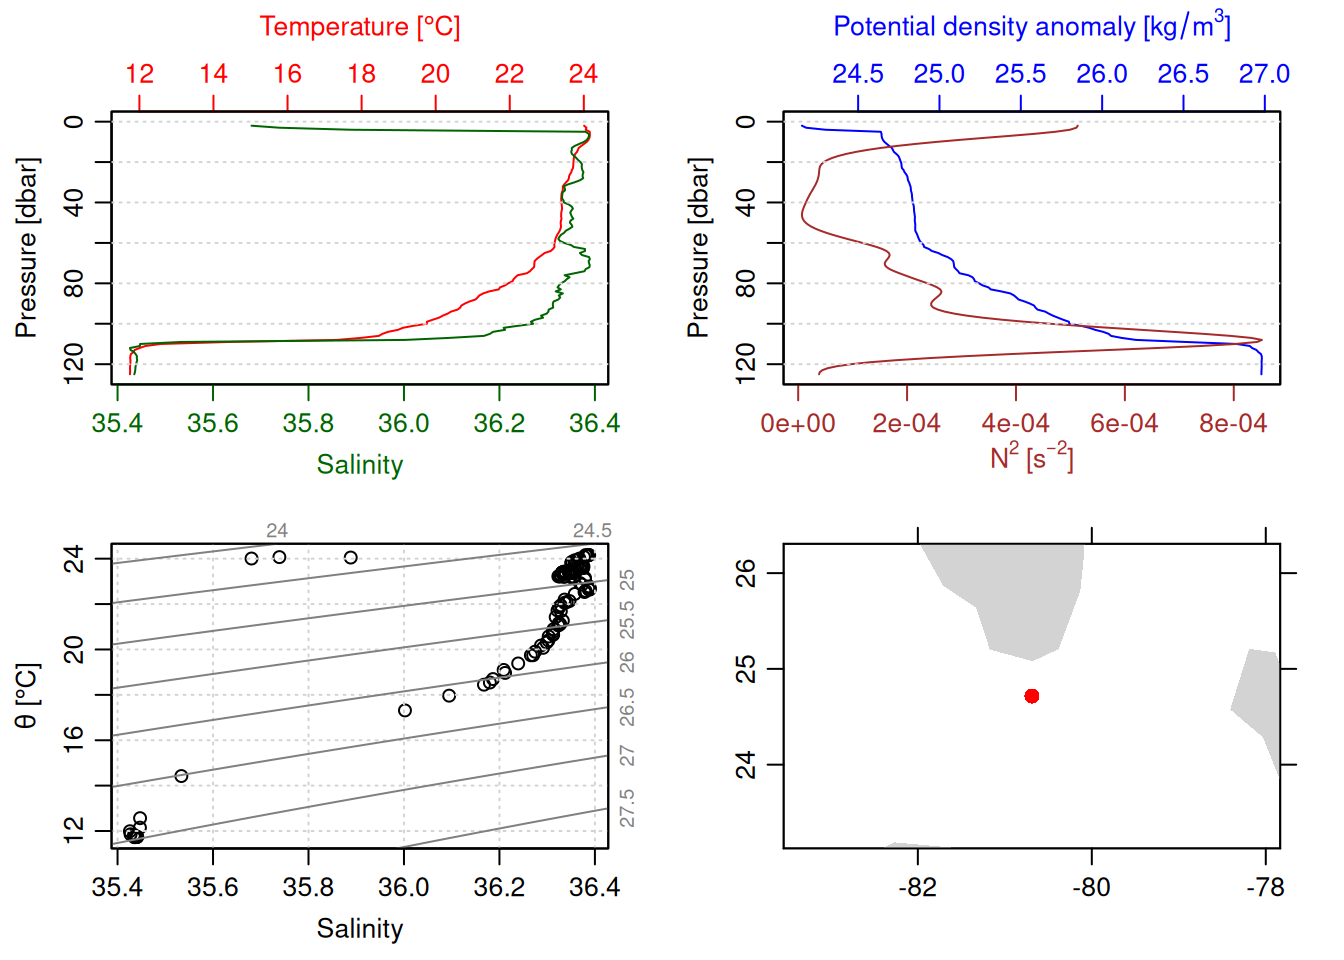 Temperature [°C]
12 14 16 18 20 22 24
0
40
80
120
Pressure [dbar]
35.4 35.6 35.8 36.0 36.2 36.4
Salinity
Potential density anomaly [kg/m³]
24.5 25.0 25.5 26.0 26.5 27.0
0
40
80
120
Pressure [dbar]
0e+00 2e-04 4e-04 6e-04 8e-04
N² [s⁻²]
24 24.5
24
20
16
12
θ [°C]
25
25.5
26
26.5
27
27.5
35.4 35.6 35.8 36.0 36.2 36.4
Salinity
26
25
24
-82 -80 -78